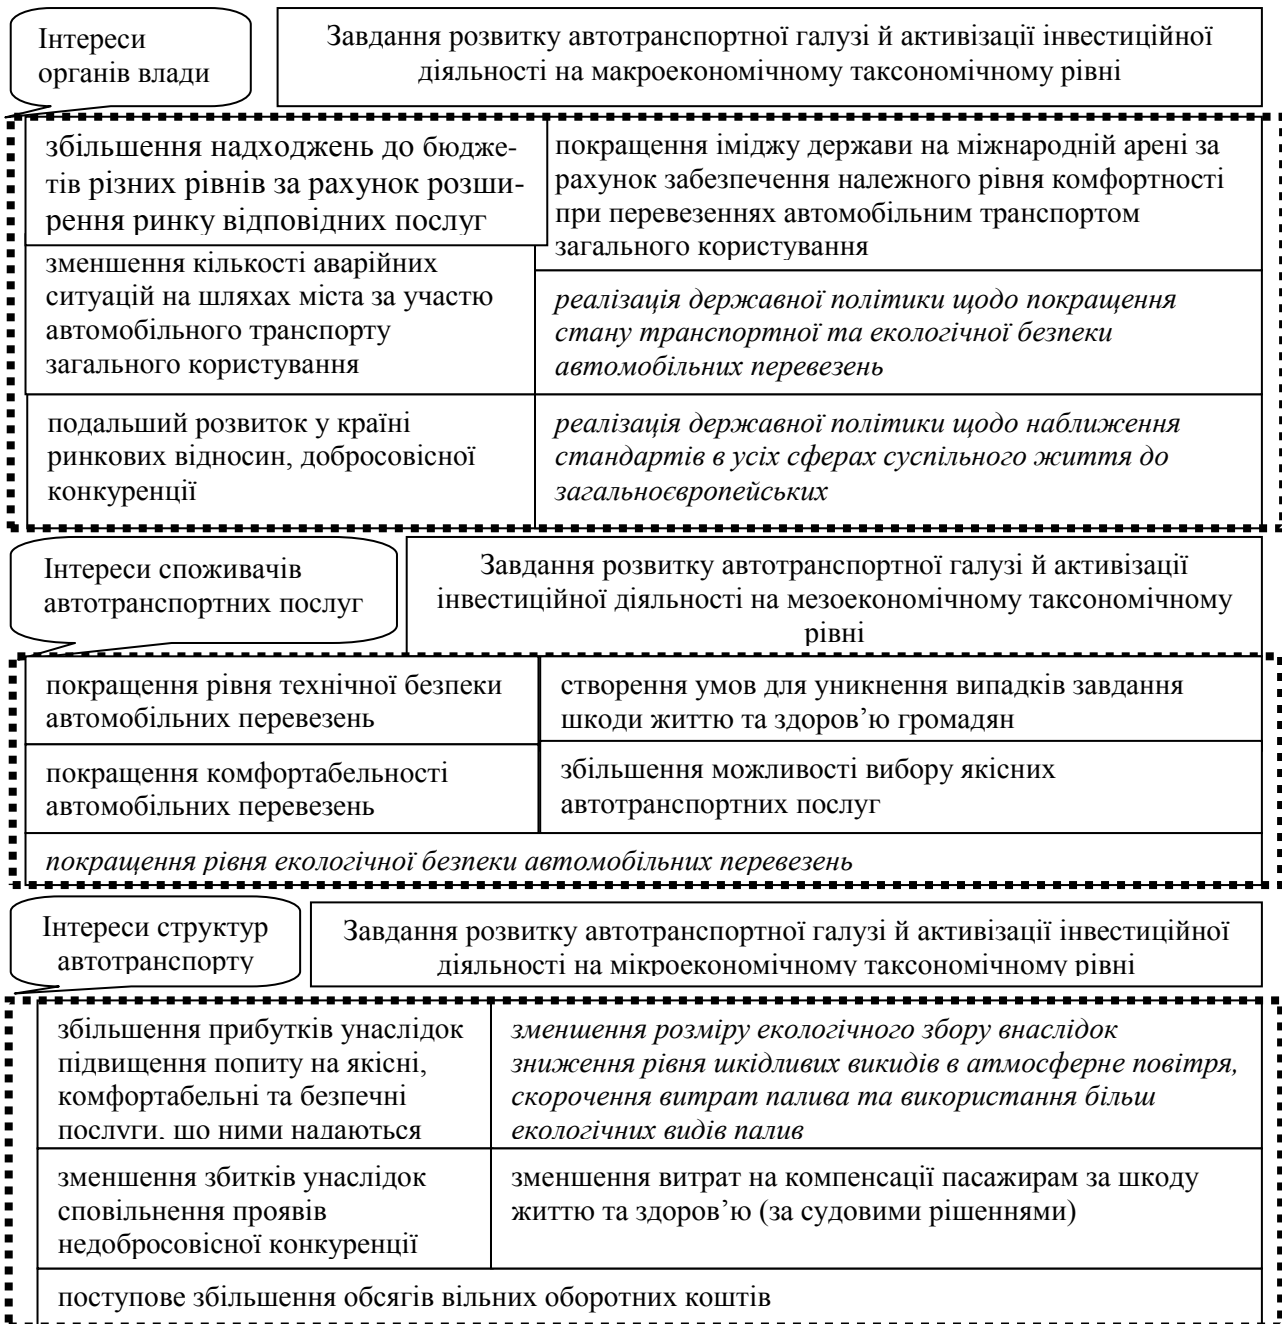 Інтереси
органів влади
Завдання розвитку автотранспортної галузі й активізації інвестиційної
діяльності на макроекономічному таксономічному рівні
збільшення надходжень до бюдже-
тів різних рівнів за рахунок розши-
рення ринку відповідних послуг
покращення іміджу держави на міжнародній арені за
рахунок забезпечення належного рівня комфортності
при перевезеннях автомобільним транспортом
загального користування
зменшення кількості аварійних
ситуацій на шляхах міста за участю
автомобільного транспорту
загального користування
реалізація державної політики щодо покращення
стану транспортної та екологічної безпеки
автомобільних перевезень
подальший розвиток у країні
ринкових відносин, добросовісної
конкуренції
реалізація державної політики щодо наближення
стандартів в усіх сферах суспільного життя до
загальноєвропейських
Інтереси споживачів
автотранспортних послуг
Завдання розвитку автотранспортної галузі й активізації
інвестиційної діяльності на мезоекономічному таксономічному
рівні
покращення рівня технічної безпеки
автомобільних перевезень
створення умов для уникнення випадків завдання
шкоди життю та здоров’ю громадян
покращення комфортабельності
автомобільних перевезень
збільшення можливості вибору якісних
автотранспортних послуг
покращення рівня екологічної безпеки автомобільних перевезень
Інтереси структур
автотранспорту
Завдання розвитку автотранспортної галузі й активізації інвестиційної
діяльності на мікроекономічному таксономічному рівні
збільшення прибутків унаслідок
підвищення попиту на якісні,
комфортабельні та безпечні
послуги, що ними надаються
зменшення розміру екологічного збору внаслідок
зниження рівня шкідливих викидів в атмосферне повітря,
скорочення витрат палива та використання більш
екологічних видів палив
зменшення збитків унаслідок
сповільнення проявів
недобросовісної конкуренції
зменшення витрат на компенсації пасажирам за шкоду
життю та здоров’ю (за судовими рішеннями)
поступове збільшення обсягів вільних оборотних коштів